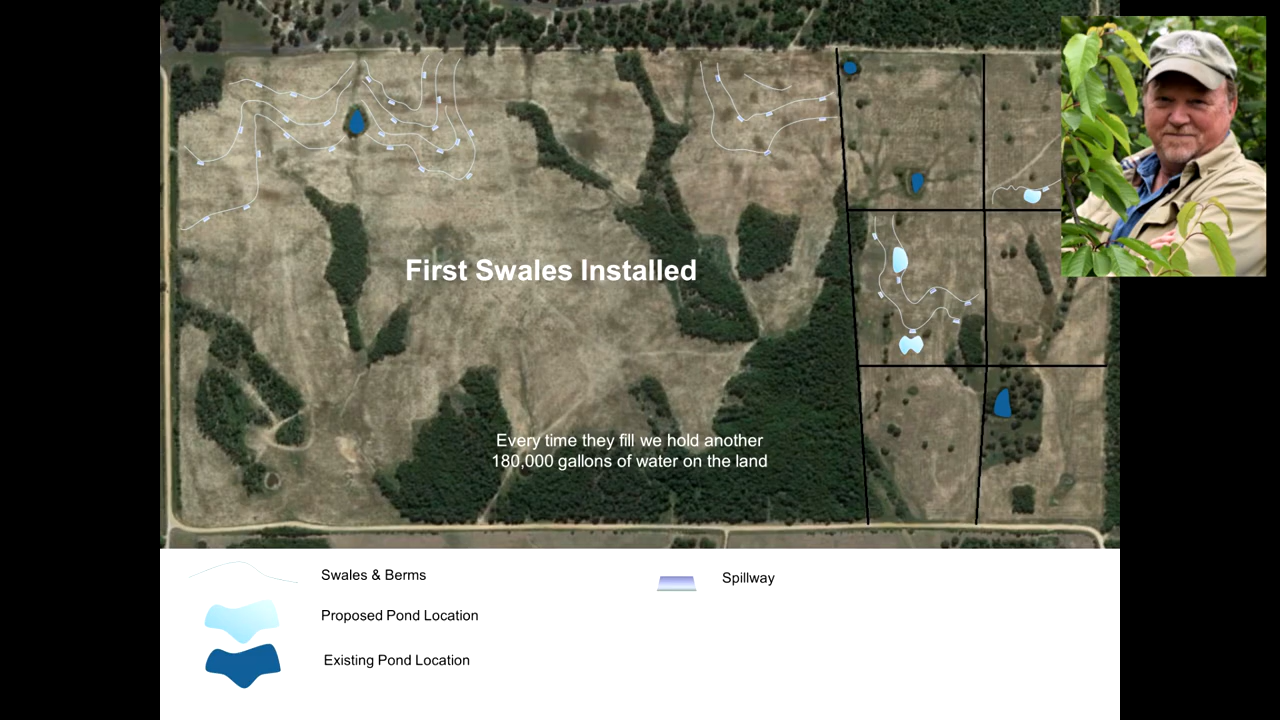 First Swales Installed
Every time they fill we hold another
180,000 gallons of water on the land
Swales & Berms
Spillway
Proposed Pond Location
Existing Pond Location